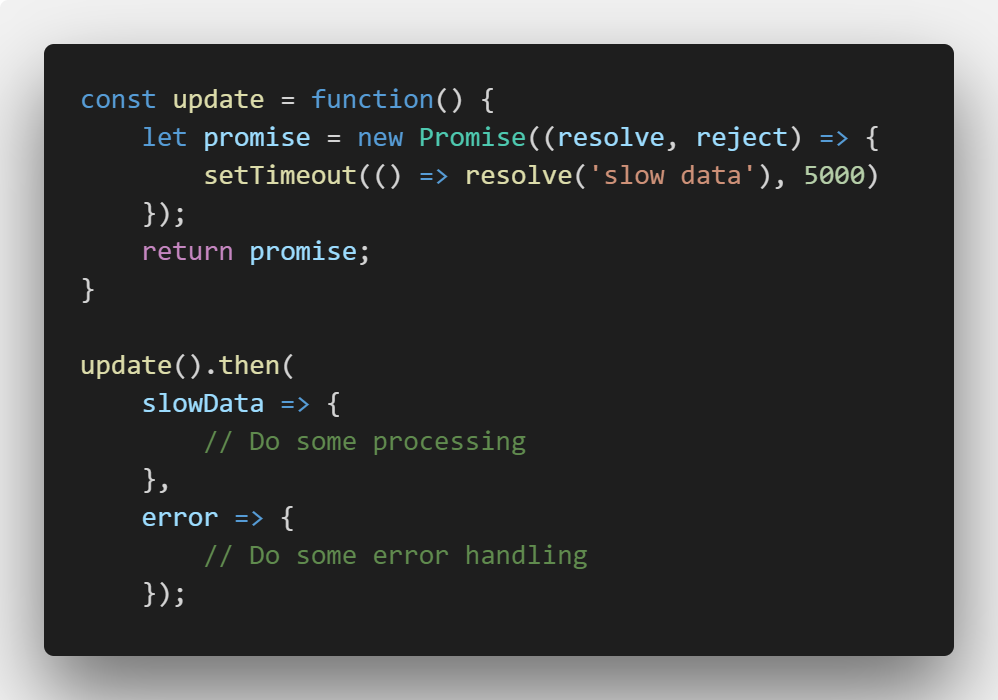 const update = function() {
    let promise = new Promise((resolve, reject) => {
        setTimeout(() => resolve('slow data'), 5000)
    });
    return promise;
}

update().then(
    slowData => {
        // Do some processing
    },
    error => {
        // Do some error handling
    });